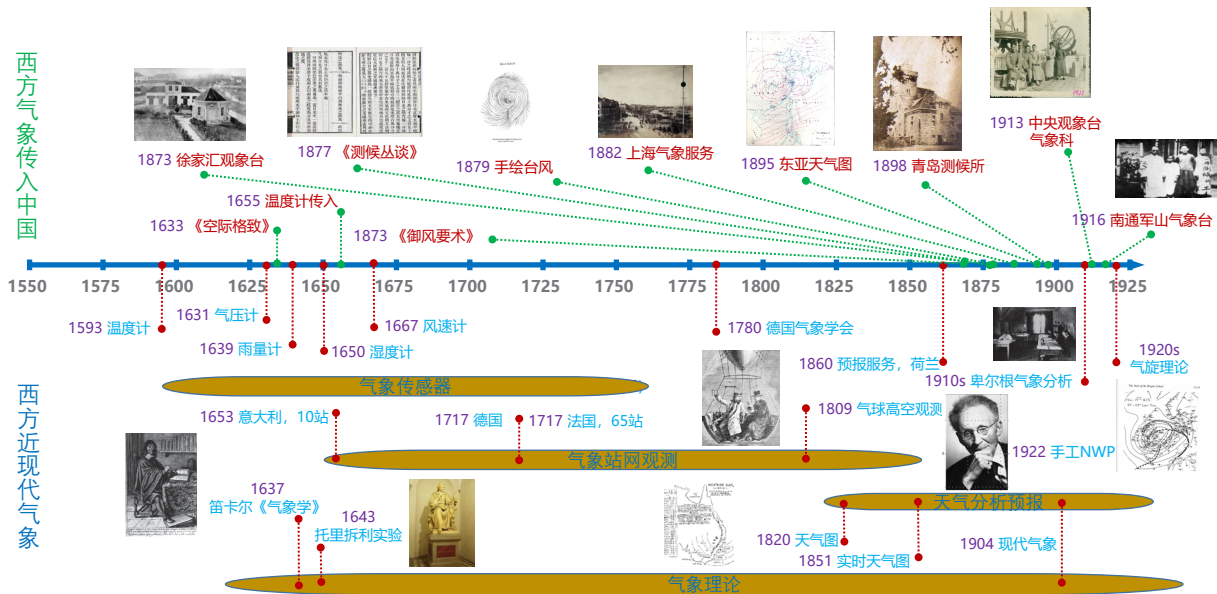 西方气象传入中国
1873 徐家汇观象台
1877 《测候丛谈》
1879 手绘台风
1882 上海气象服务
1895 东亚天气图
1898 青岛测候所
1913 中央观象台
气象科
1916 南通军山气象台
1655 温度计传入
1633 《空际格致》
1873 《御风要术》
1550 1575 1600 1625 1650 1675 1700 1725 1750 1775 1800 1825 1850 1875 1900 1925
西方近现代气象
1593 温度计
1631 气压计
1639 雨量计
1650 湿度计
1667 风速计
1780 德国气象学会
1860 预报服务，荷兰
1910s 卑尔根气象分析
1920s
气旋理论
气象传感器
1653 意大利，10站
1717 德国
1717 法国，65站
1809 气球高空观测
气象站网观测
1922 手工NWP
天气分析预报
1637
笛卡尔《气象学》
1643
托里拆利实验
1820 天气图
1851 实时天气图
1904 现代气象
气象理论